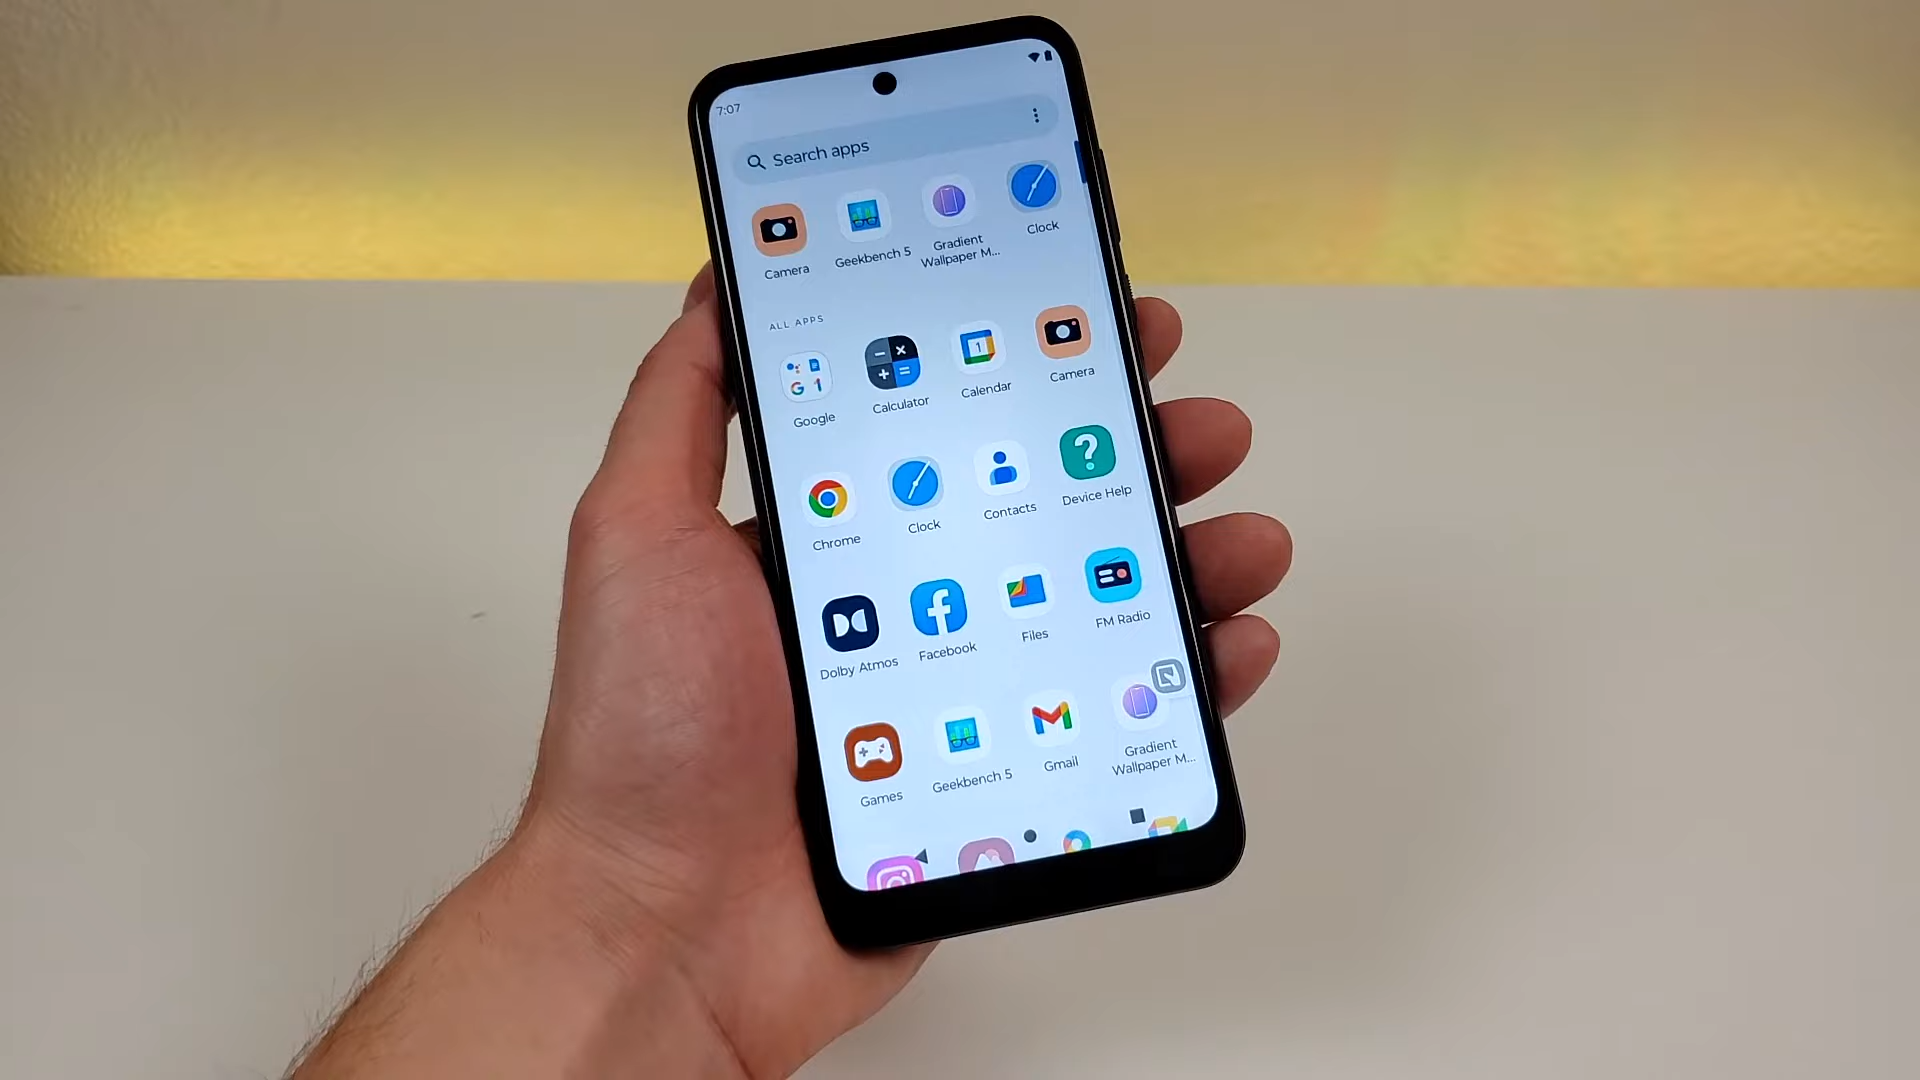 7:07
Search apps
Camera
Geekbench 5
Gradient
Wallpaper M...
Clock
ALL APPS
Google
Calculator
1
Calendar
Camera
Chrome
Clock
Contacts
?
Device Help
Dolby Atmos
Facebook
Files
FM Radio
Games
Geekbench 5
Gmail
Gradient
Wallpaper M...